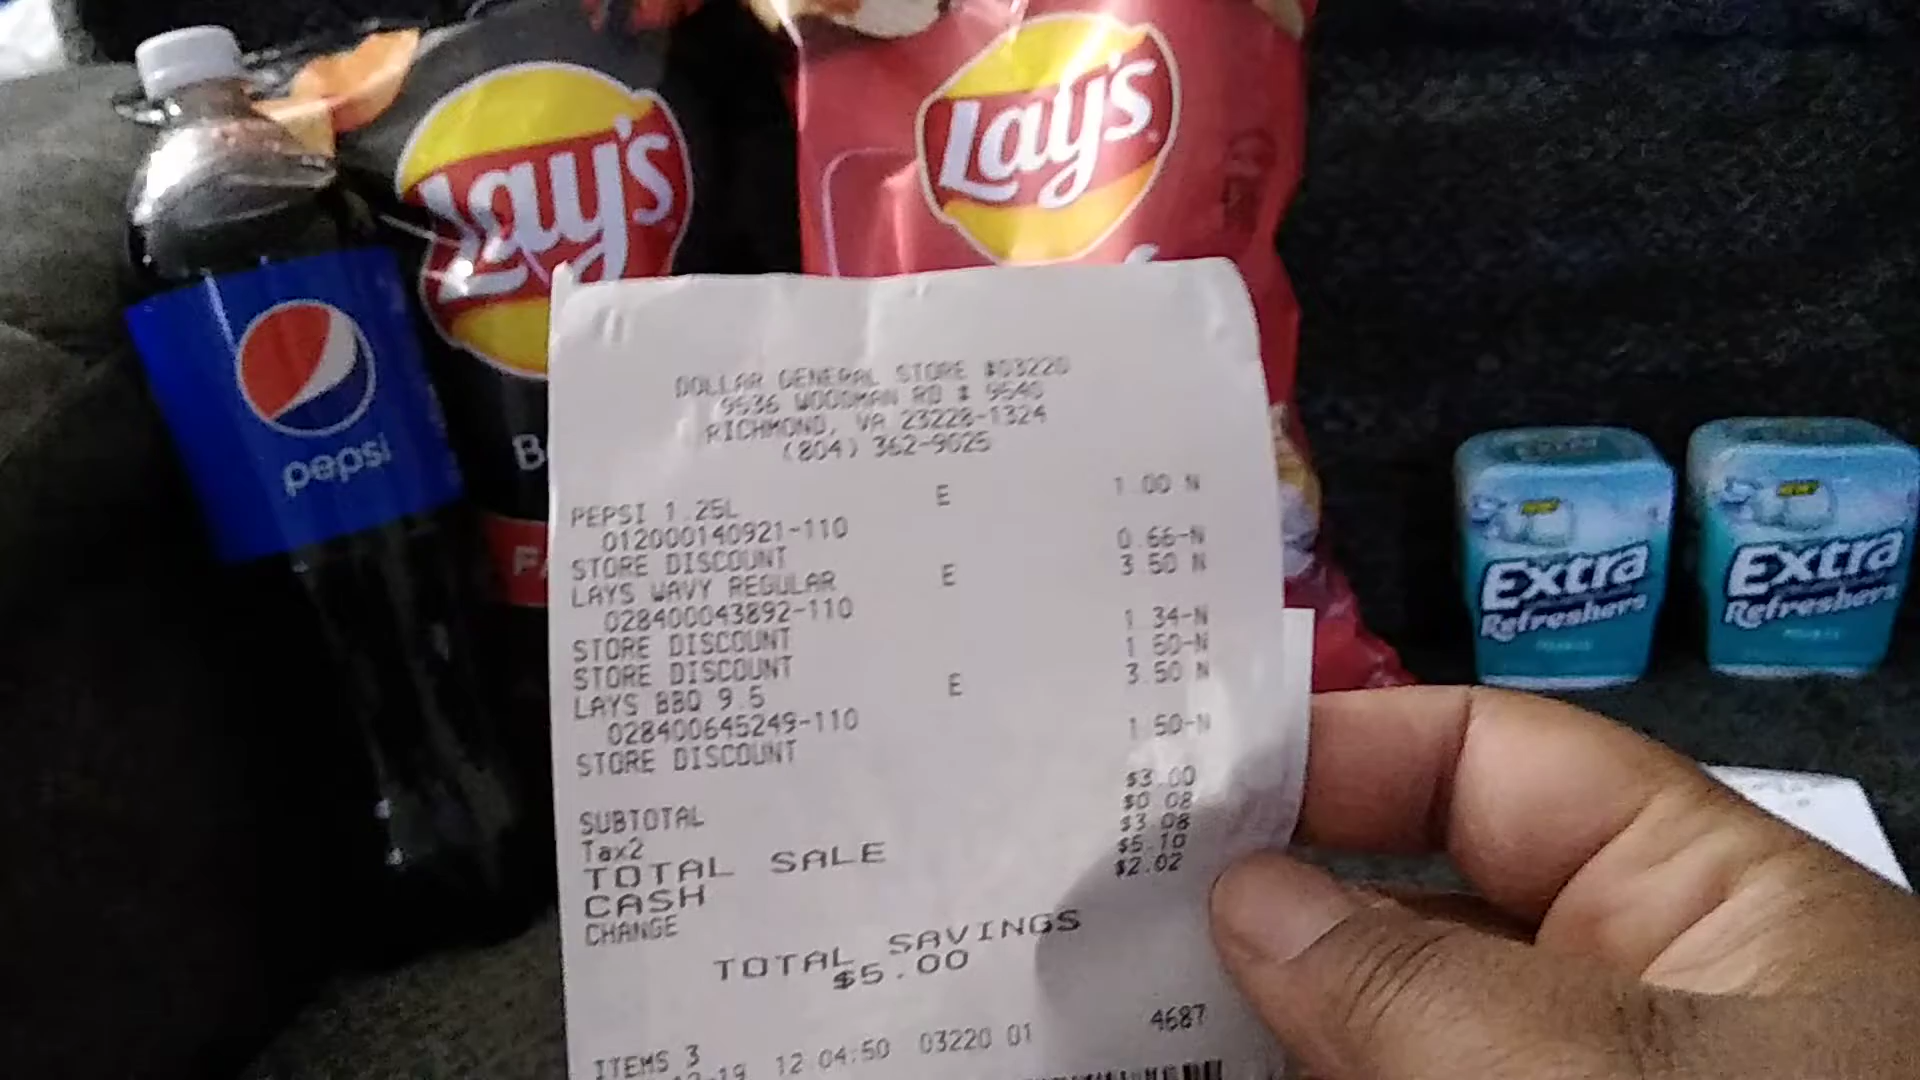 Lay's
Lay's
pepsi
DOLLAR GENERAL STORE #03220
9536 WOODMAN RD # 9540
RICHMOND, VA 23228-1324
(804) 362-9025
PEPSI 1.25L E 1.00 N
012000140921-110
STORE DISCOUNT 0.66-N
LAYS WAVY REGULAR E 3.50 N
028400043892-110
STORE DISCOUNT 1.34-N
STORE DISCOUNT 1.50-N
LAYS BBQ 9.5 E 3.50 N
028400645249-110
STORE DISCOUNT 1.50-N
SUBTOTAL $3.00
Tax2 $0.08
TOTAL SALE $3.08
CASH $5.10
CHANGE $2.02
TOTAL SAVINGS
$5.00
ITEMS 3
-19 12:04:50 03220 01 4687
Extra
Refreshers
Extra
Refreshers